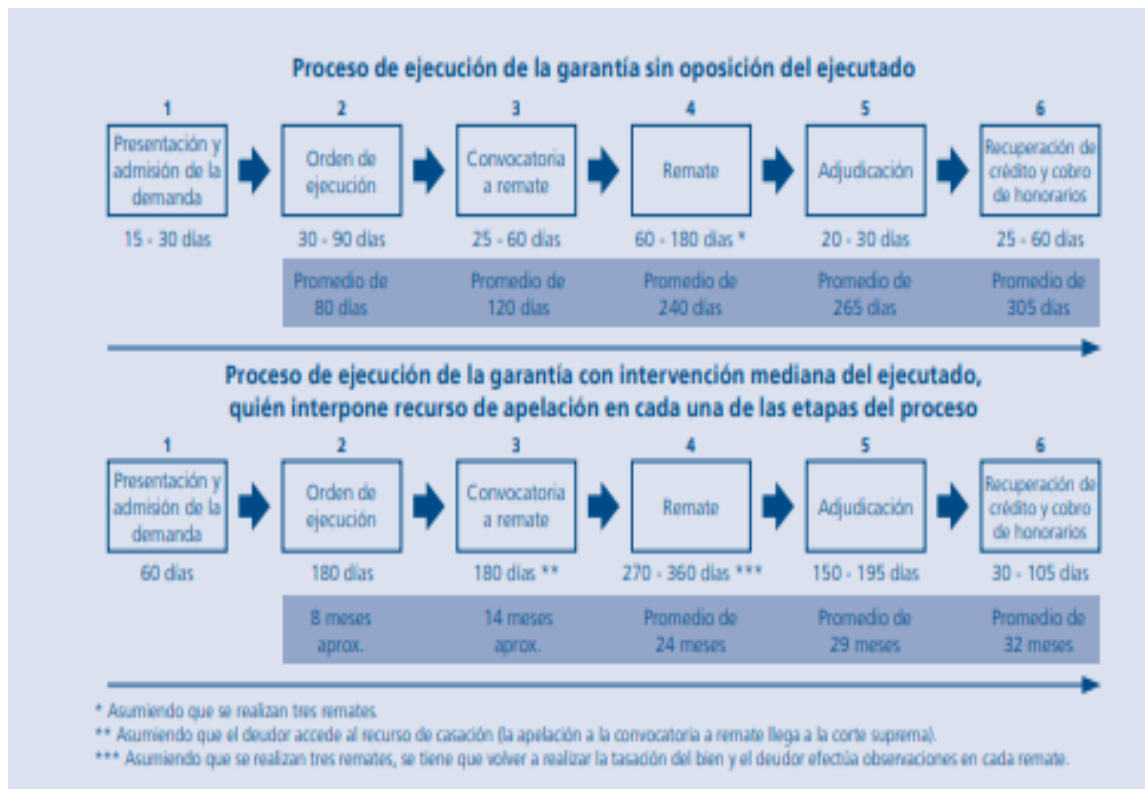 Proceso de ejecución de la garantía sin oposición del ejecutado
1 2 3 4 5 6
Presentación y
admisión de la
demanda
Orden de
ejecución
Convocatoria
a remate
Remate
Adjudicación
Recuperación de
crédito y cobro
de honorarios
15 - 30 días
30 - 90 días
25 - 60 días
60 - 180 días *
20 - 30 días
25 - 60 días
Promedio de
80 días
Promedio de
120 días
Promedio de
240 días
Promedio de
265 días
Promedio de
305 días
Proceso de ejecución de la garantía con intervención mediana del ejecutado,
quién interpone recurso de apelación en cada una de las etapas del proceso
1 2 3 4 5 6
Presentación y
admisión de la
demanda
Orden de
ejecución
Convocatoria
a remate
Remate
Adjudicación
Recuperación de
crédito y cobro
de honorarios
60 días
180 días
180 días **
270 - 360 días ***
150 - 195 días
30 - 105 días
8 meses
aprox.
14 meses
aprox.
Promedio de
24 meses
Promedio de
29 meses
Promedio de
32 meses
* Asumiendo que se realizan tres remates.
** Asumiendo que el deudor accede al recurso de casación (la apelación a la convocatoria a remate llega a la corte suprema).
*** Asumiendo que se realizan tres remates, se tiene que volver a realizar la tasación del bien y el deudor efectúa observaciones en cada remate.